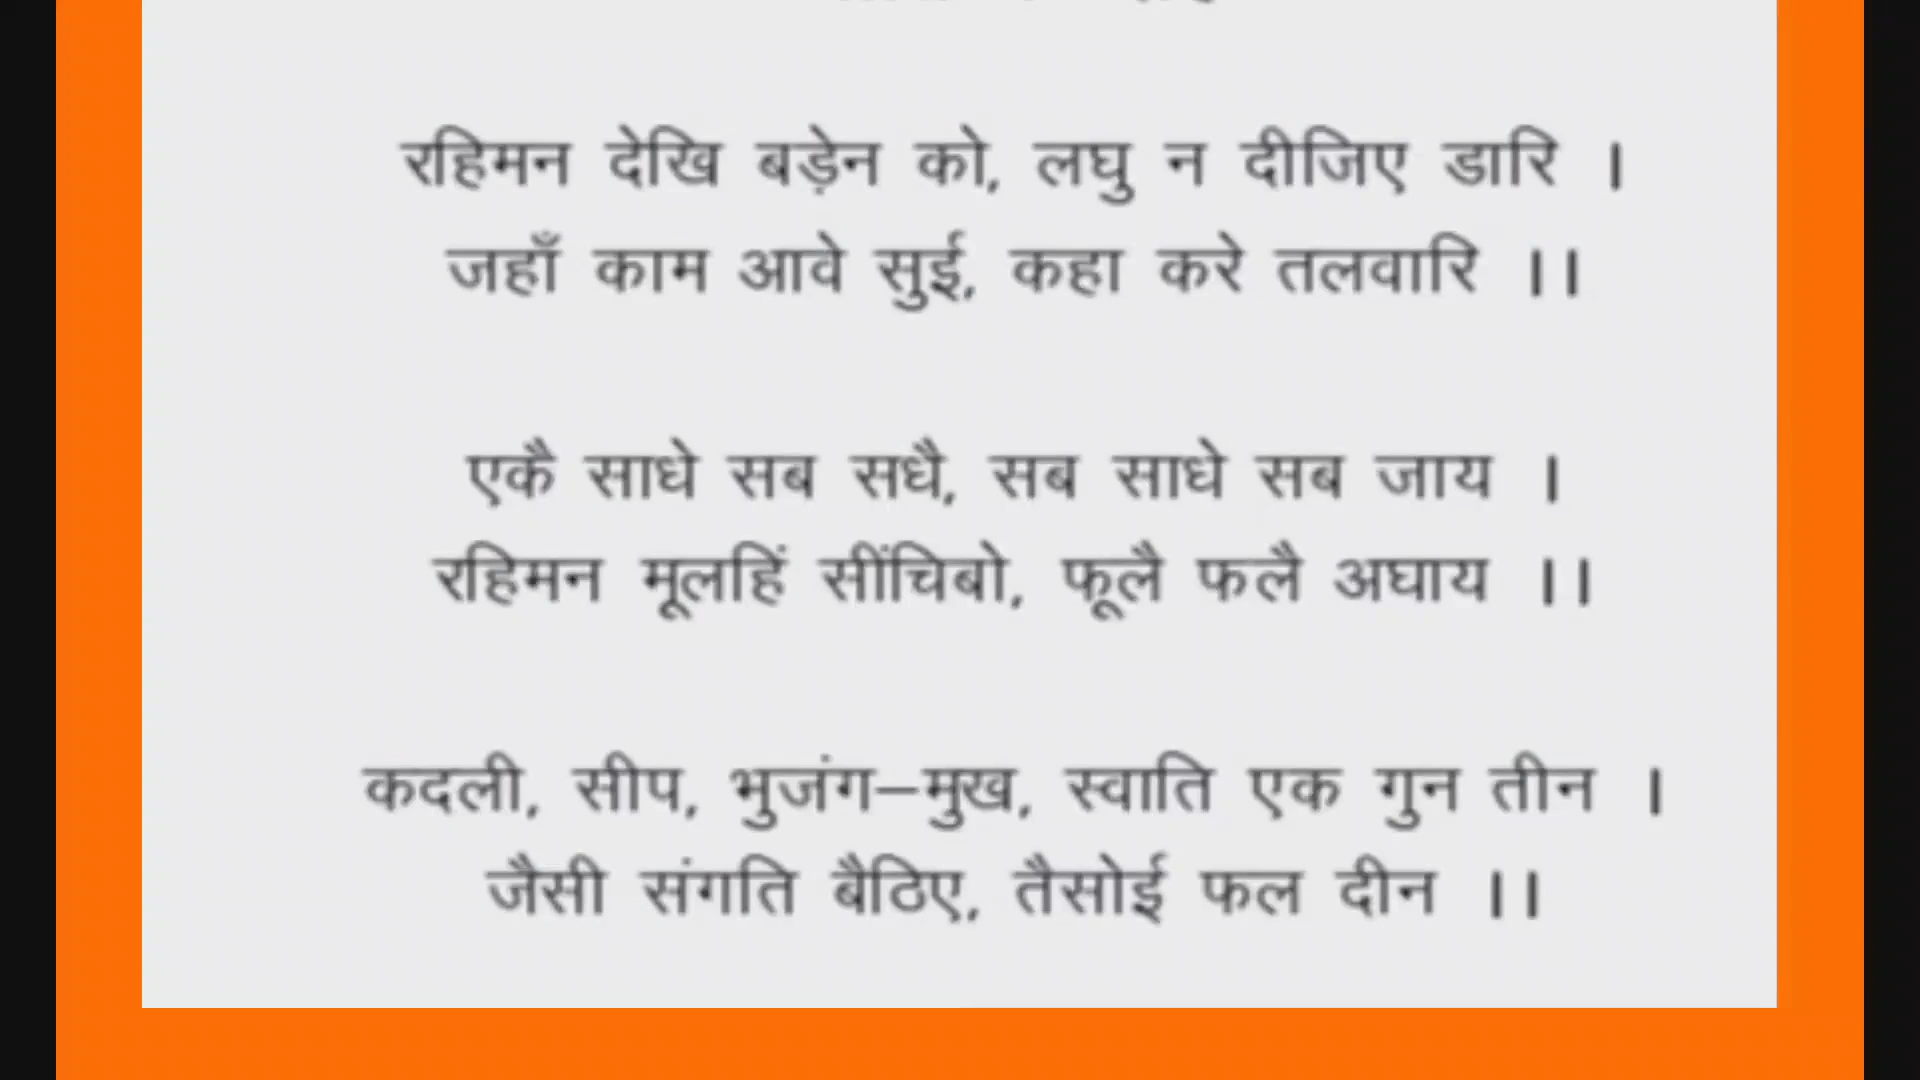 रहिमन देखि बड़ेन को, लघु न दीजिए डारि ।
जहाँ काम आवे सुई, कहा करे तलवारि ।।
एकै साधे सब सधै, सब साधे सब जाय ।
रहिमन मूलहिं सींचिबो, फूलै फलै अघाय ।।
कदली, सीप, भुजंग–मुख, स्वाति एक गुन तीन ।
जैसी संगति बैठिए, तैसोई फल दीन ।।